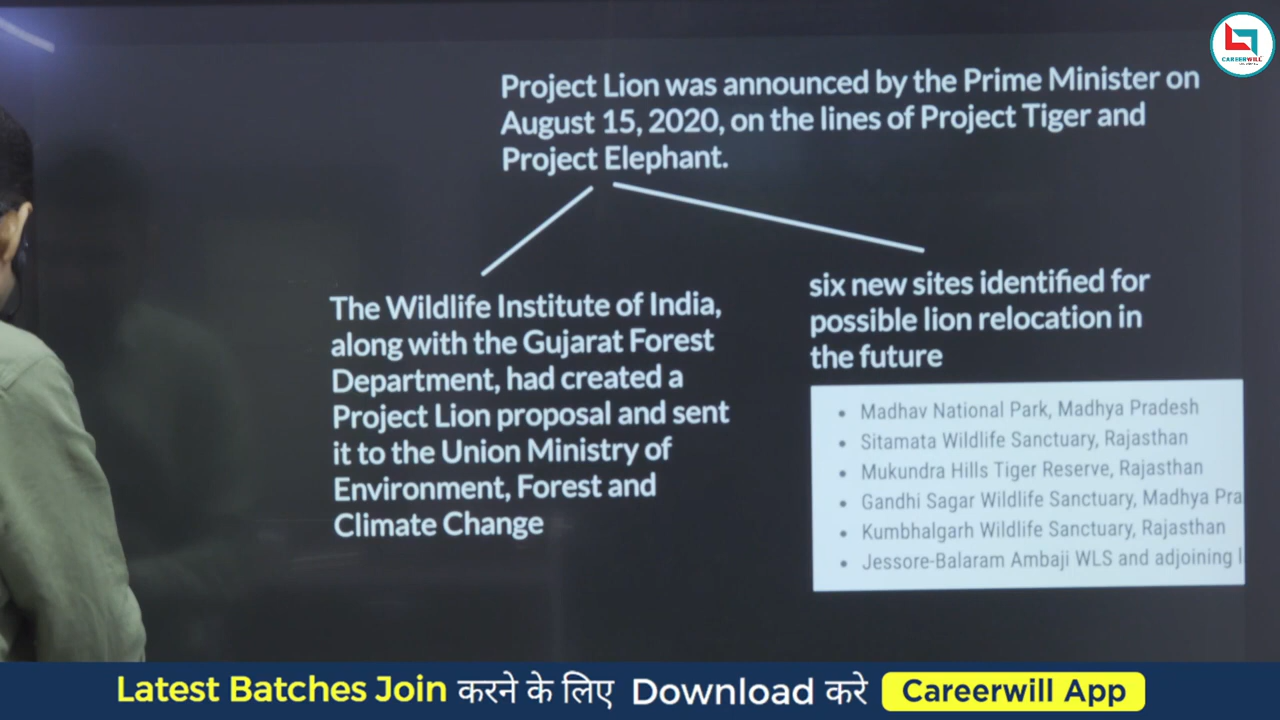 CAREERWILL
Project Lion was announced by the Prime Minister on
August 15, 2020, on the lines of Project Tiger and
Project Elephant.
The Wildlife Institute of India,
along with the Gujarat Forest
Department, had created a
Project Lion proposal and sent
it to the Union Ministry of
Environment, Forest and
Climate Change
six new sites identified for
possible lion relocation in
the future
• Madhav National Park, Madhya Pradesh
• Sitamata Wildlife Sanctuary, Rajasthan
• Mukundra Hills Tiger Reserve, Rajasthan
• Gandhi Sagar Wildlife Sanctuary, Madhya Pra
• Kumbhalgarh Wildlife Sanctuary, Rajasthan
• Jessore-Balaram Ambaji WLS and adjoining
Latest Batches Join करने के लिए Download करे Careerwill App